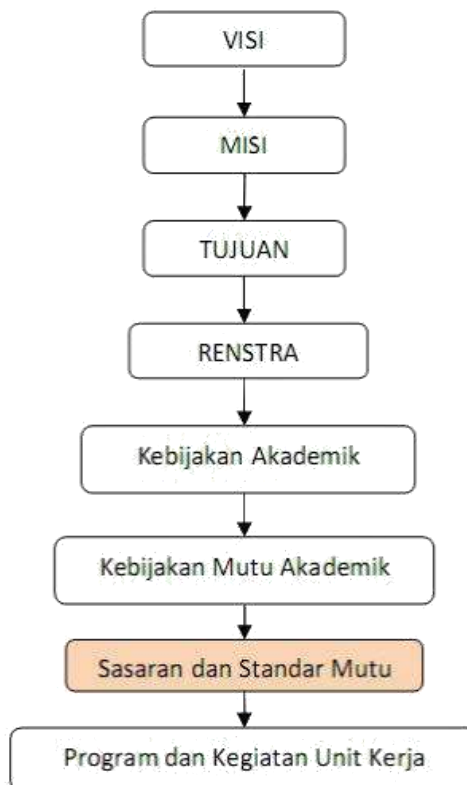 VISI
MISI
TUJUAN
RENSTRA
Kebijakan Akademik
Kebijakan Mutu Akademik
Sasaran dan Standar Mutu
Program dan Kegiatan Unit Kerja